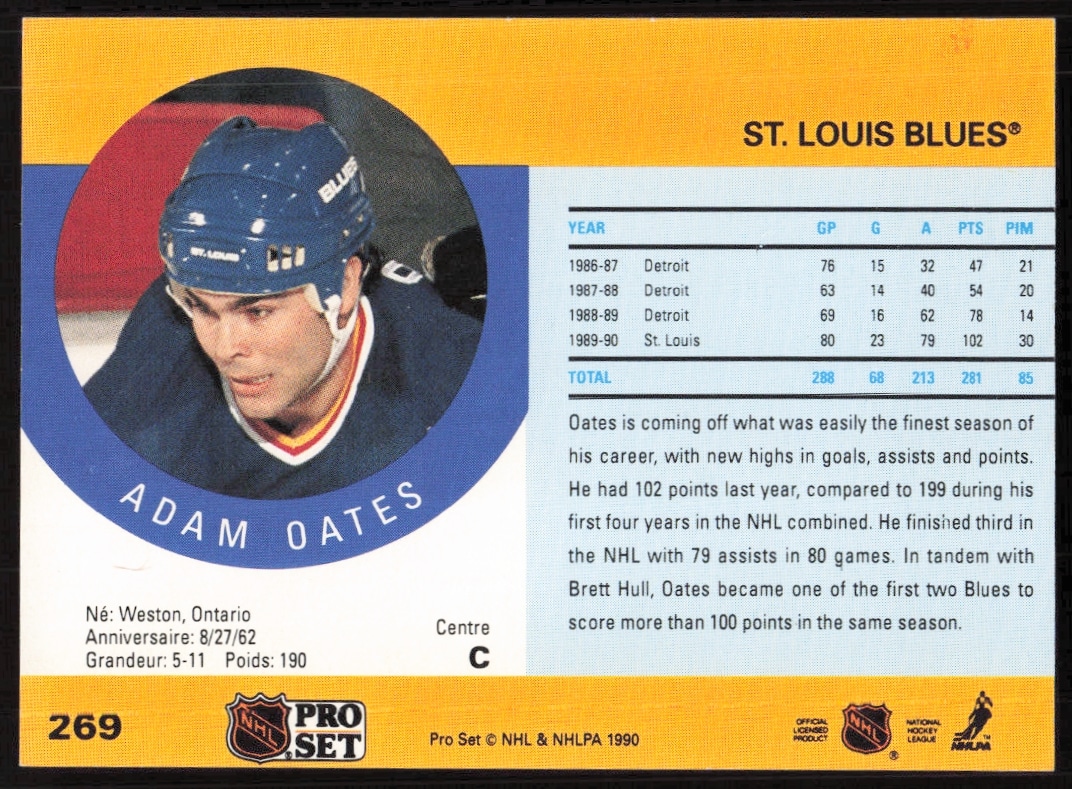 ST. LOUIS BLUES®
BLUES
ST. LOUIS
ADAM OATES
Né: Weston, Ontario
Anniversaire: 8/27/62
Grandeur: 5-11 Poids: 190
Centre
C
YEAR GP G A PTS PIM
1986-87 Detroit 76 15 32 47 21
1987-88 Detroit 63 14 40 54 20
1988-89 Detroit 69 16 62 78 14
1989-90 St. Louis 80 23 79 102 30
TOTAL 288 68 213 281 85
Oates is coming off what was easily the finest season of
his career, with new highs in goals, assists and points.
He had 102 points last year, compared to 199 during his
first four years in the NHL combined. He finished third in
the NHL with 79 assists in 80 games. In tandem with
Brett Hull, Oates became one of the first two Blues to
score more than 100 points in the same season.
269
NHL
PRO
SET
Pro Set © NHL & NHLPA 1990
OFFICIAL
LICENSED
PRODUCT
NHL
®
NATIONAL
HOCKEY
LEAGUE
NHLPA
TM